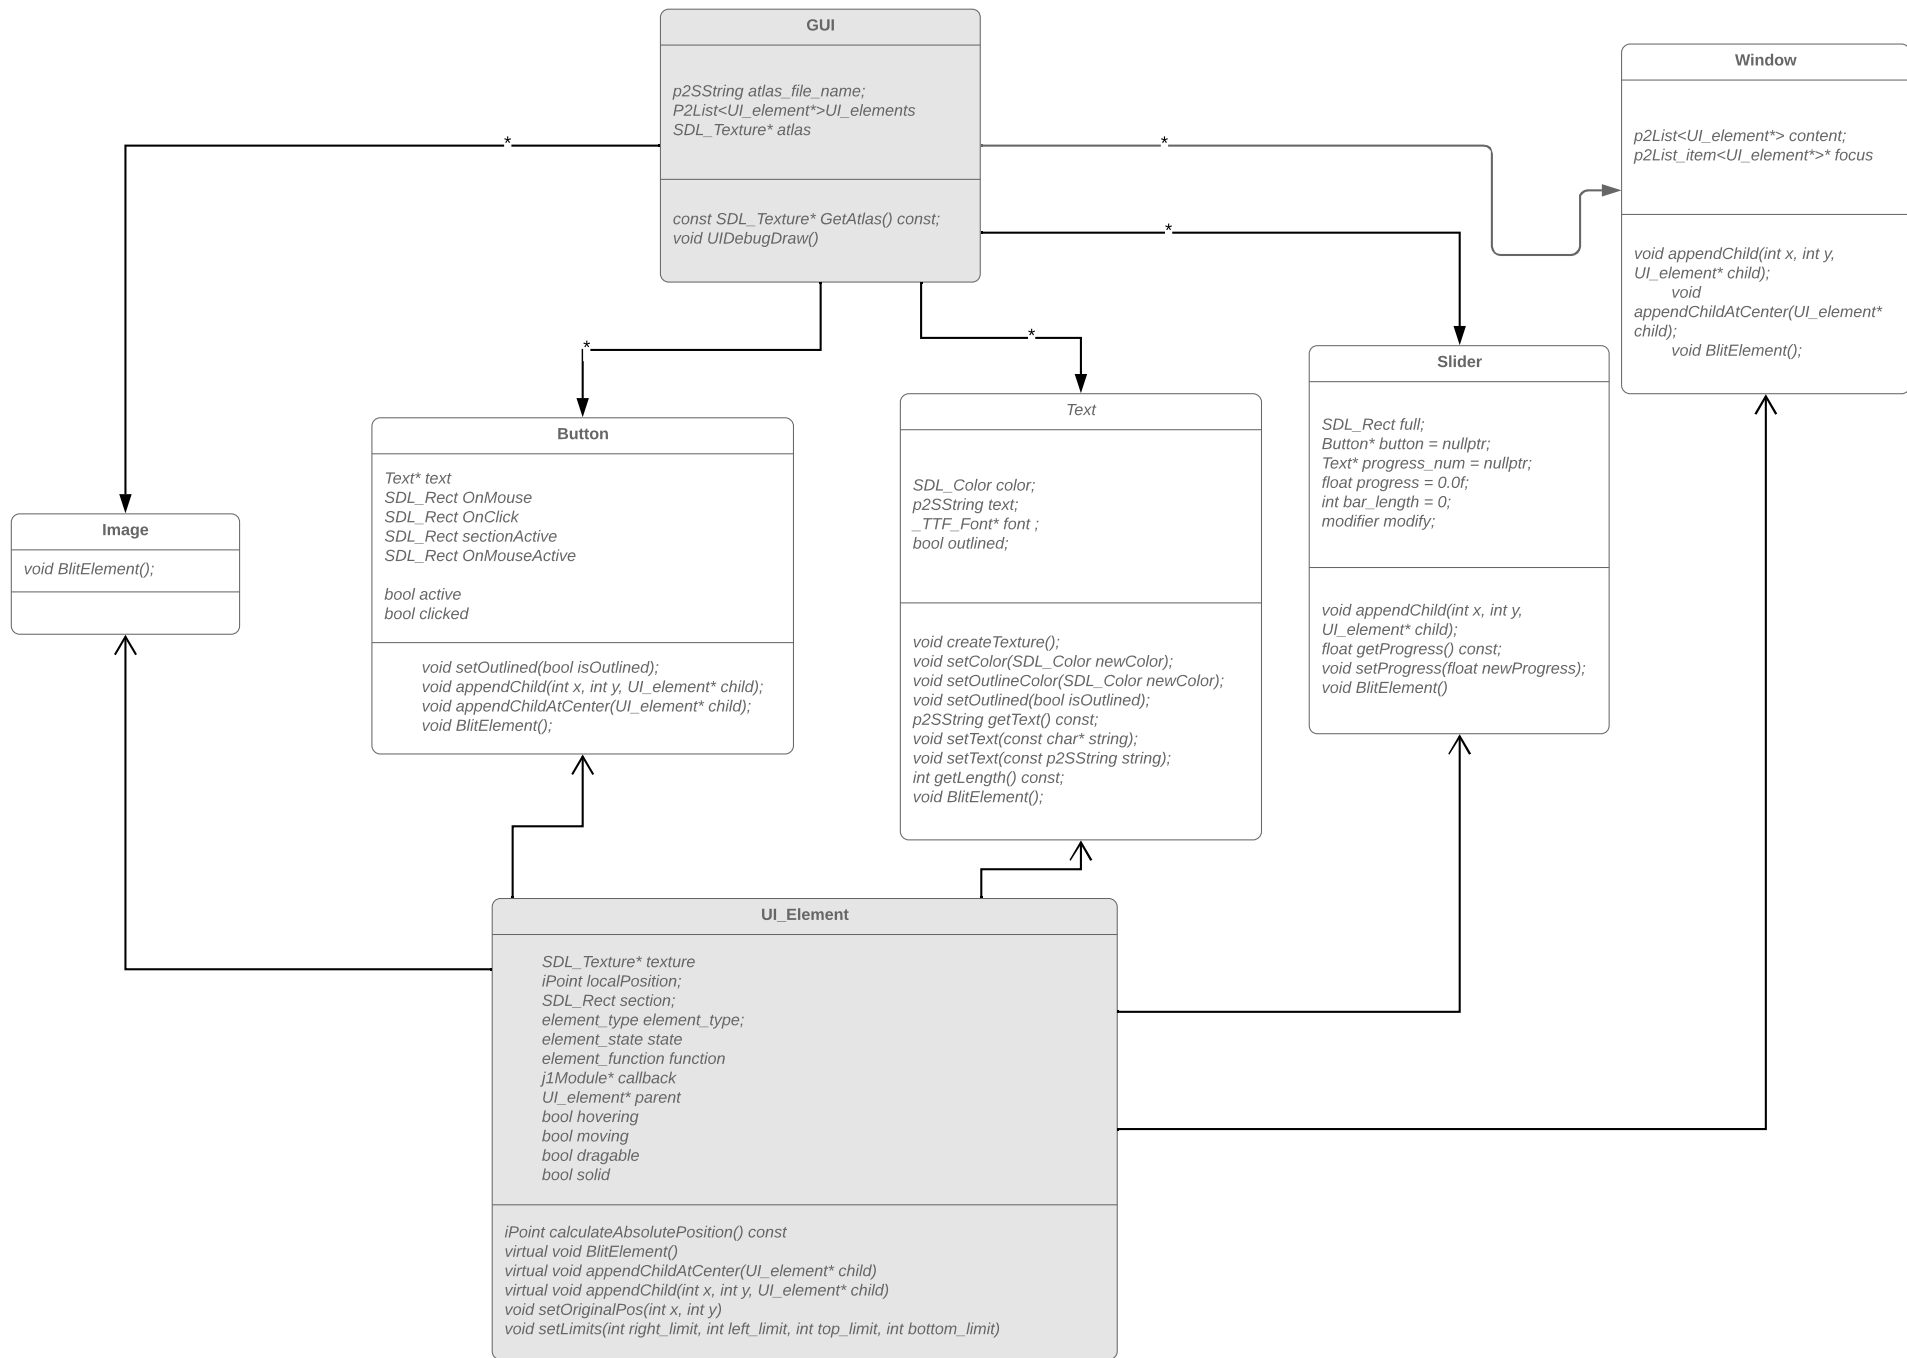 GUI
p2SString atlas_file_name;
P2List<UI_element*>UI_elements
SDL_Texture* atlas
const SDL_Texture* GetAtlas() const;
void UIDebugDraw()
*
*
*
*
*
Window
p2List<UI_element*> content;
p2List_item<UI_element*>* focus
void appendChild(int x, int y,
UI_element* child);
void
appendChildAtCenter(UI_element*
child);
void BlitElement();
Image
void BlitElement();
Button
Text* text
SDL_Rect OnMouse
SDL_Rect OnClick
SDL_Rect sectionActive
SDL_Rect OnMouseActive
bool active
bool clicked
void setOutlined(bool isOutlined);
void appendChild(int x, int y, UI_element* child);
void appendChildAtCenter(UI_element* child);
void BlitElement();
Text
SDL_Color color;
p2SString text;
_TTF_Font* font ;
bool outlined;
void createTexture();
void setColor(SDL_Color newColor);
void setOutlineColor(SDL_Color newColor);
void setOutlined(bool isOutlined);
p2SString getText() const;
void setText(const char* string);
void setText(const p2SString string);
int getLength() const;
void BlitElement();
Slider
SDL_Rect full;
Button* button = nullptr;
Text* progress_num = nullptr;
float progress = 0.0f;
int bar_length = 0;
modifier modify;
void appendChild(int x, int y,
UI_element* child);
float getProgress() const;
void setProgress(float newProgress);
void BlitElement()
UI_Element
SDL_Texture* texture
iPoint localPosition;
SDL_Rect section;
element_type element_type;
element_state state
element_function function
j1Module* callback
UI_element* parent
bool hovering
bool moving
bool dragable
bool solid
iPoint calculateAbsolutePosition() const
virtual void BlitElement()
virtual void appendChildAtCenter(UI_element* child)
virtual void appendChild(int x, int y, UI_element* child)
void setOriginalPos(int x, int y)
void setLimits(int right_limit, int left_limit, int top_limit, int bottom_limit)